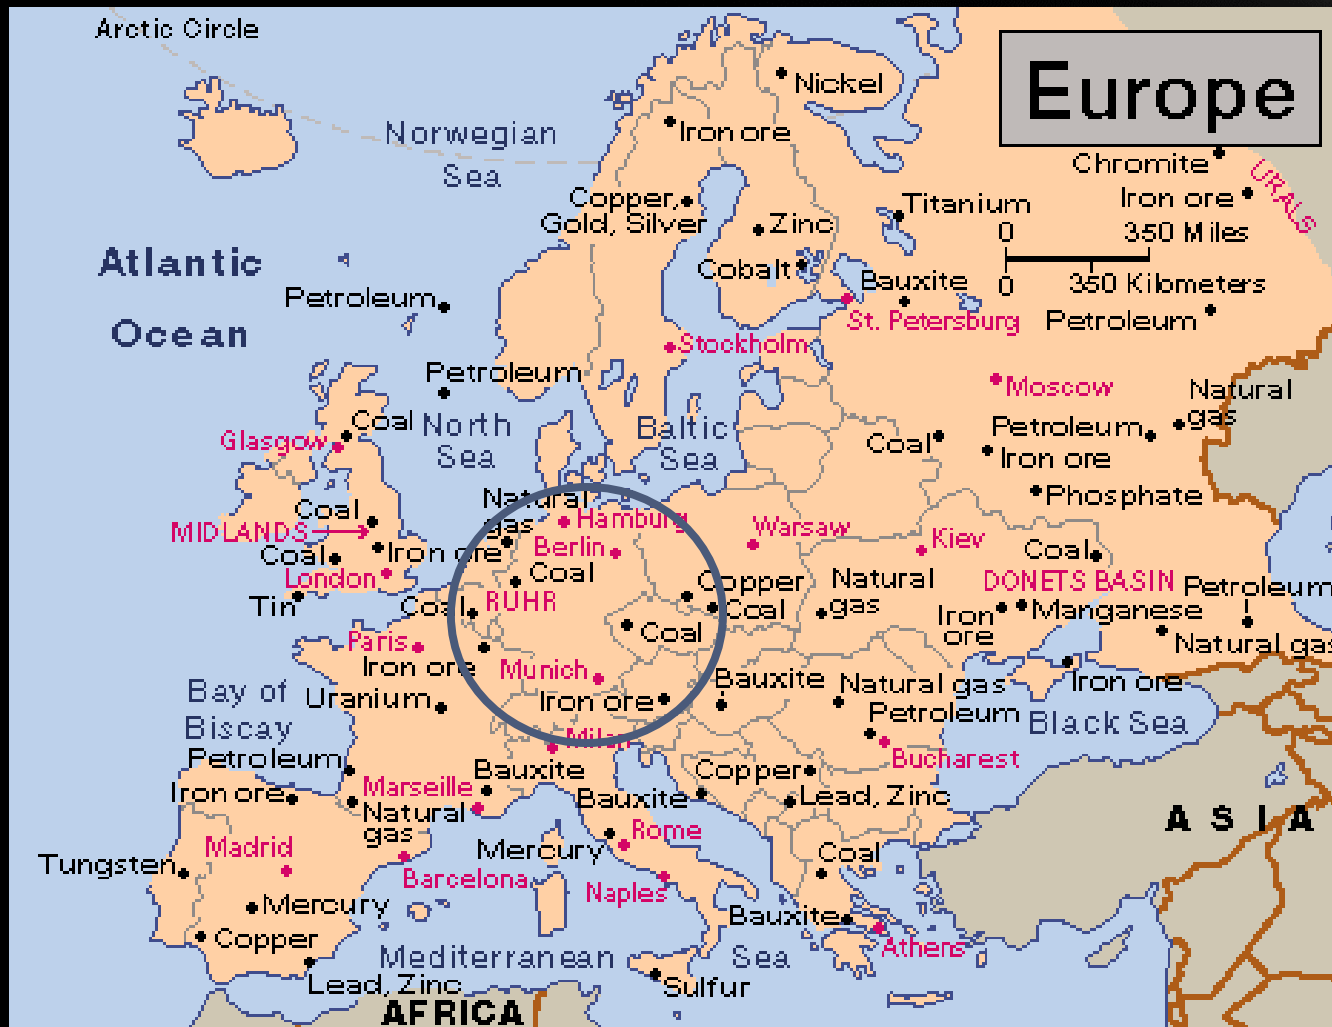 Arctic Circle
Europe
Nickel
Norwegian
Sea
Iron ore
Chromite
Iron ore
URALS
Copper,
Gold, Silver
Zinc
Titanium
0 350 Miles
0 350 Kilometers
Atlantic
Ocean
Cobalt
Bauxite
Petroleum
St. Petersburg
Petroleum
Stockholm
Petroleum
Moscow
Natural
gas
Coal
Glasgow
North
Sea
Baltic
Sea
Coal
Petroleum
Iron ore
Phosphate
Natural
gas
Hamburg
Coal
MIDLANDS
Coal
Iron ore
Berlin
Warsaw
Kiev
Coal
London
Coal
DONETS BASIN
Tin
Coal
RUHR
Copper
Coal
Natural
gas
Iron
ore
Manganese
Petroleum
Natural gas
Paris
Iron ore
Coal
Munich
Iron ore
Bauxite
Natural gas
Iron ore
Bay of
Biscay
Uranium
Petroleum
Black Sea
Milan
Bucharest
Petroleum
Iron ore
Marseille
Natural
gas
Bauxite
Bauxite
Copper
Lead, Zinc
ASIA
Madrid
Tungsten
Barcelona
Mercury
Rome
Naples
Coal
Mercury
Copper
Lead, Zinc
Bauxite
Athens
Mediterranean Sea
Sulfur
AFRICA